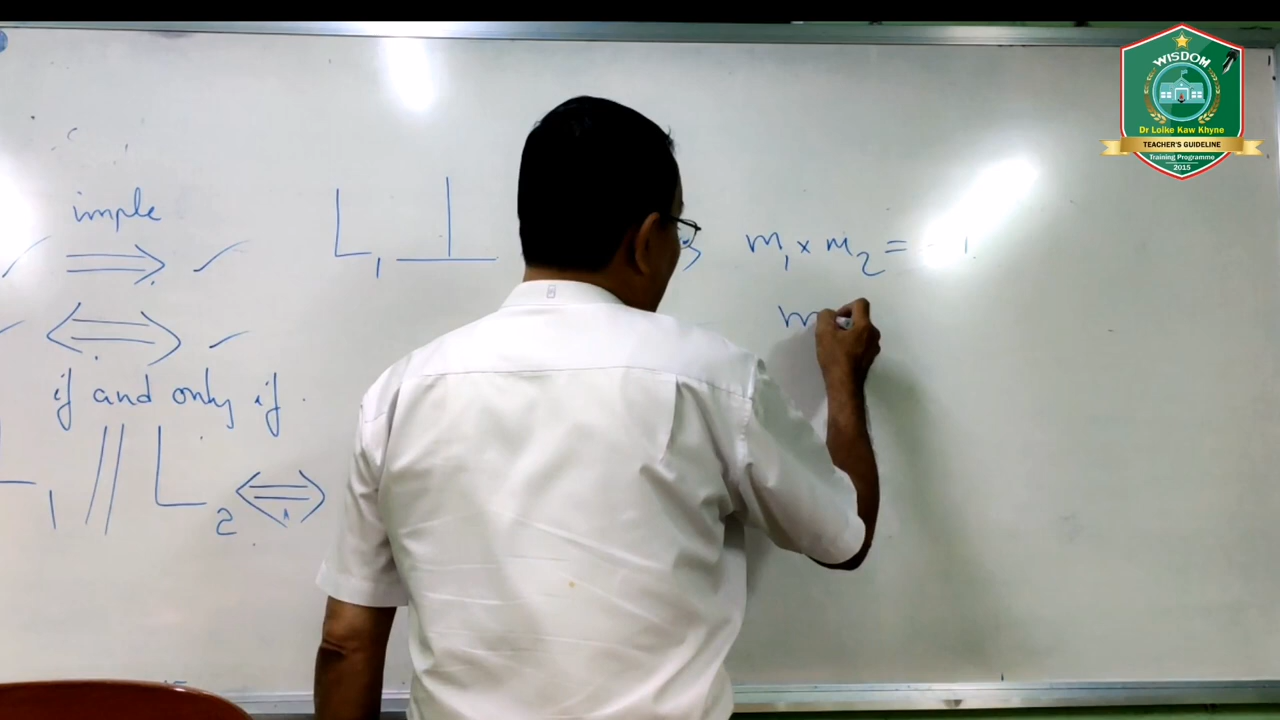 imple
✓ ⟹ ✓
✓ ⟺ ✓
if and only if
L₁ // L₂ ⟺
L₁ ⊥
m₁ × m₂ = -1
m
WISDOM
Dr Loike Kaw Khyne
TEACHER'S GUIDELINE
Training Programme
2015